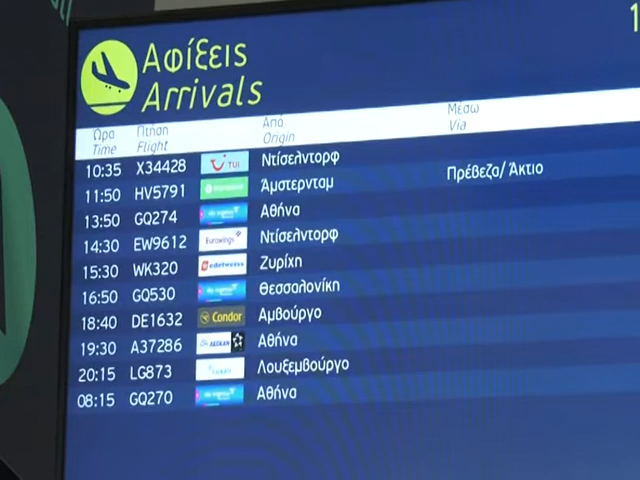 Αφίξεις
Arrivals
1
Ώρα Πτήση Από Μέσω
Time Flight Origin Via
10:35 X34428 TUI Ντίσελντορφ
11:50 HV5791 Άμστερνταμ Πρέβεζα/ Άκτιο
13:50 GQ274 Αθήνα
14:30 EW9612 Eurowings Ντίσελντορφ
15:30 WK320 edelweiss Ζυρίχη
16:50 GQ530 Θεσσαλονίκη
18:40 DE1632 Condor Αμβούργο
19:30 A37286 AEGEAN Αθήνα
20:15 LG873 Λουξεμβούργο
08:15 GQ270 Αθήνα